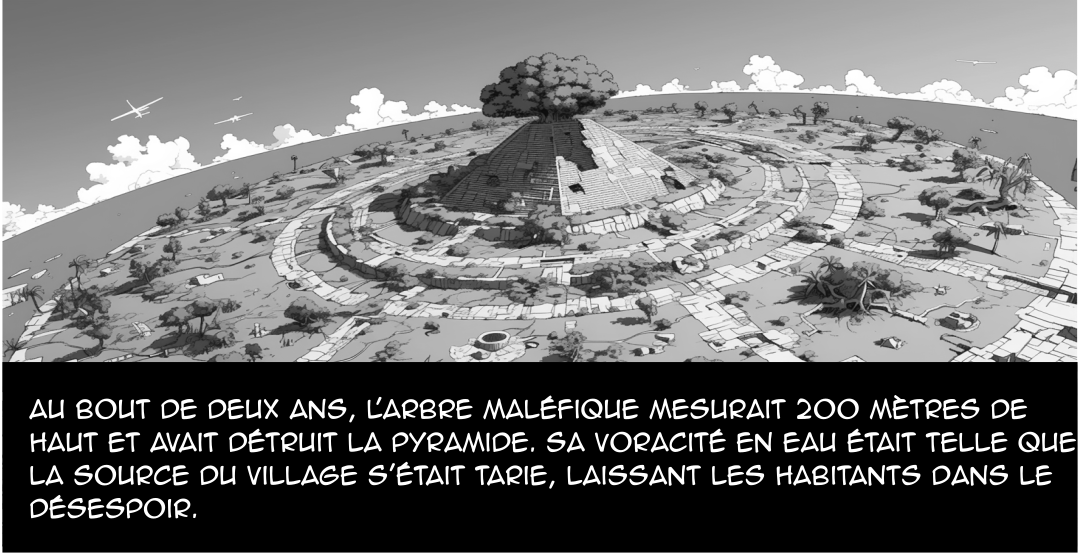 AU BOUT DE DEUX ANS, L'ARBRE MALÉFIQUE MESURAIT 200 MÈTRES DE
HAUT ET AVAIT DÉTRUIT LA PYRAMIDE. SA VORACITÉ EN EAU ÉTAIT TELLE QUE
LA SOURCE DU VILLAGE S'ÉTAIT TARIE, LAISSANT LES HABITANTS DANS LE
DÉSESPOIR.